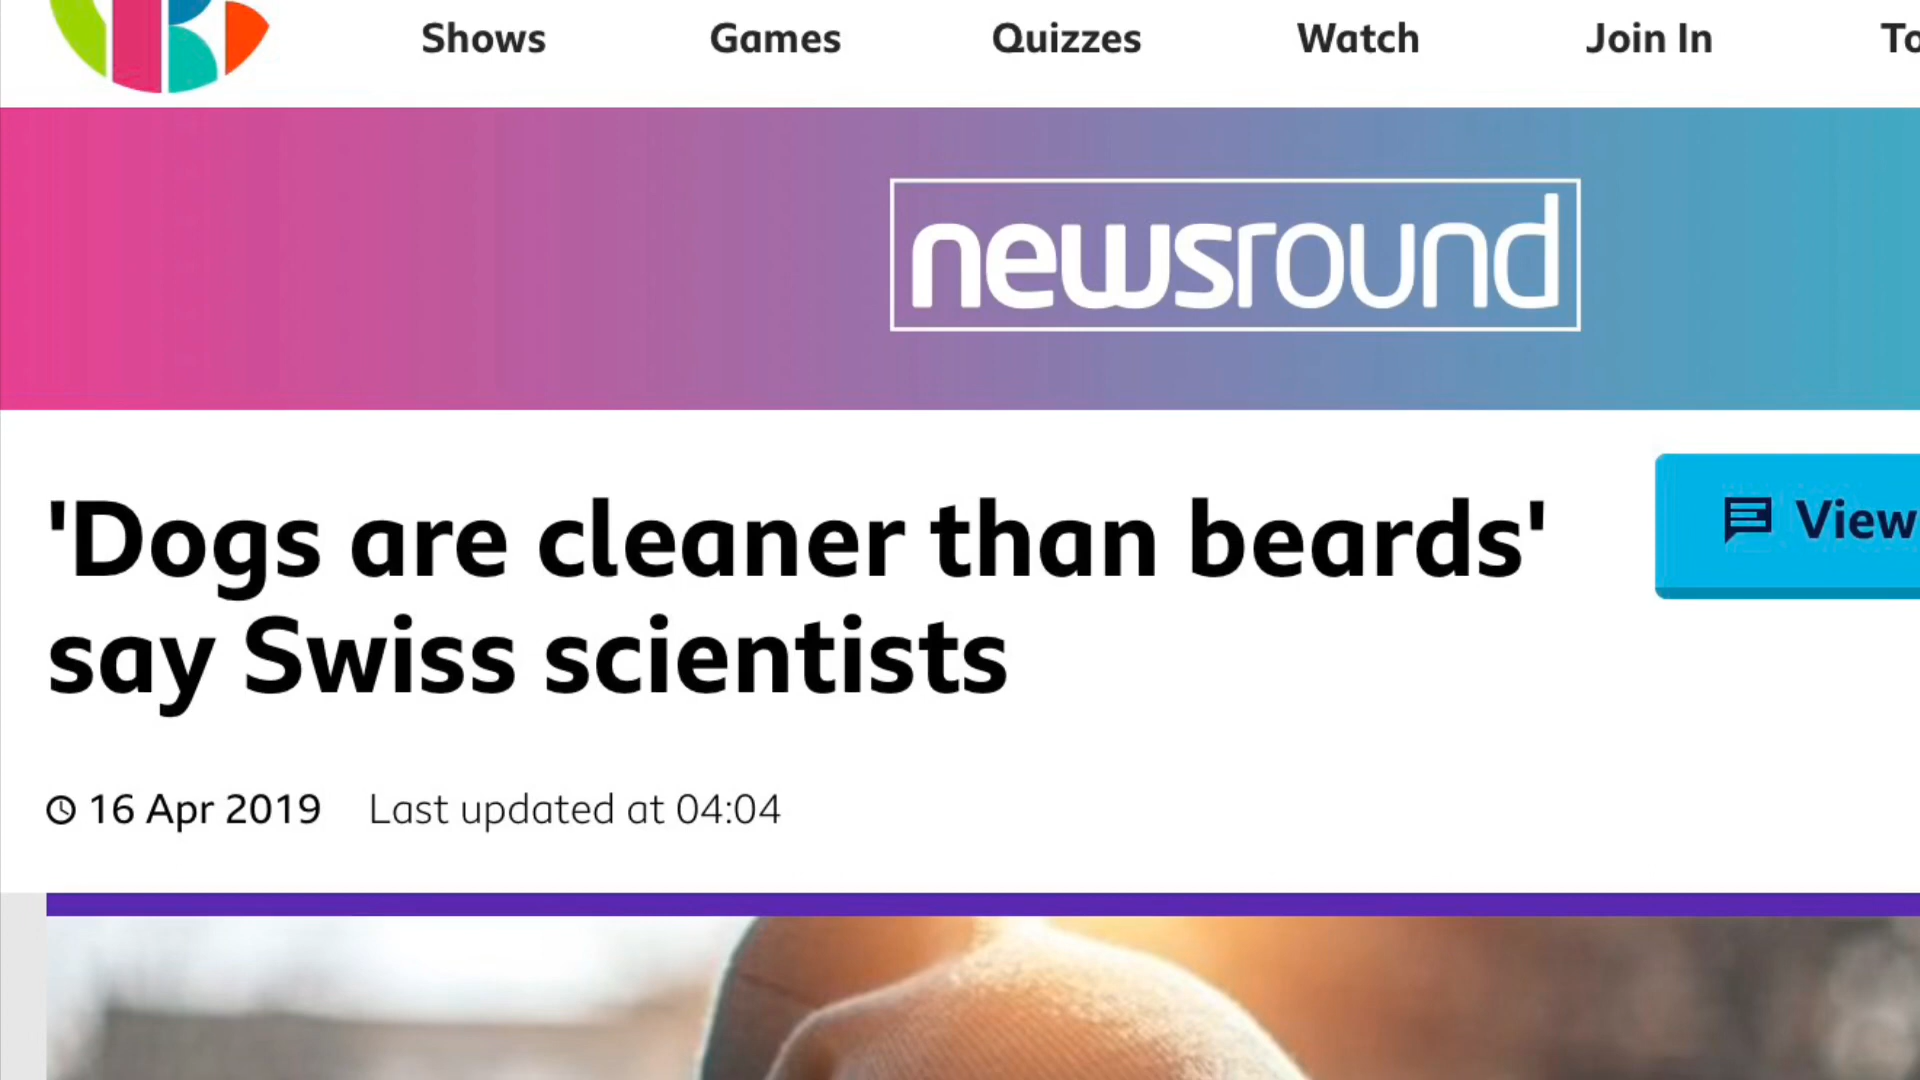 Shows Games Quizzes Watch Join In
newsround
'Dogs are cleaner than beards'
say Swiss scientists
View
16 Apr 2019 Last updated at 04:04